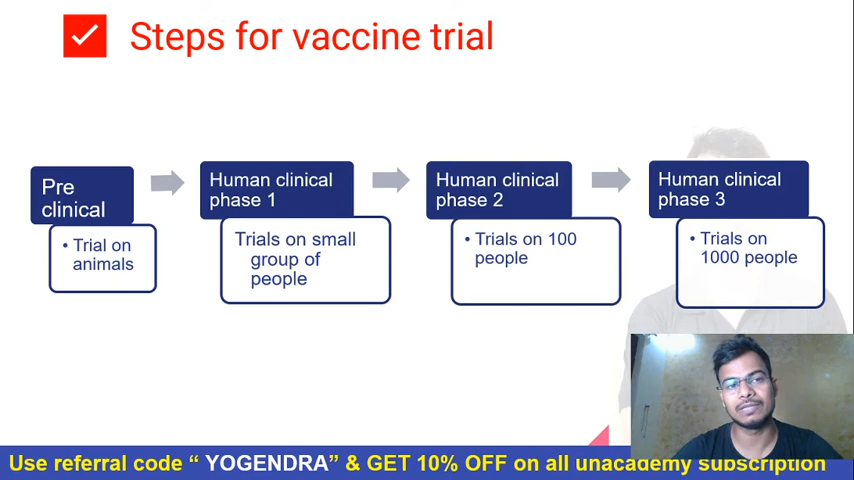 Steps for vaccine trial
Pre
clinical
• Trial on
animals
Human clinical
phase 1
Trials on small
group of
people
Human clinical
phase 2
• Trials on 100
people
Human clinical
phase 3
• Trials on
1000 people
Use referral code “ YOGENDRA” & GET 10% OFF on all unacademy subscription